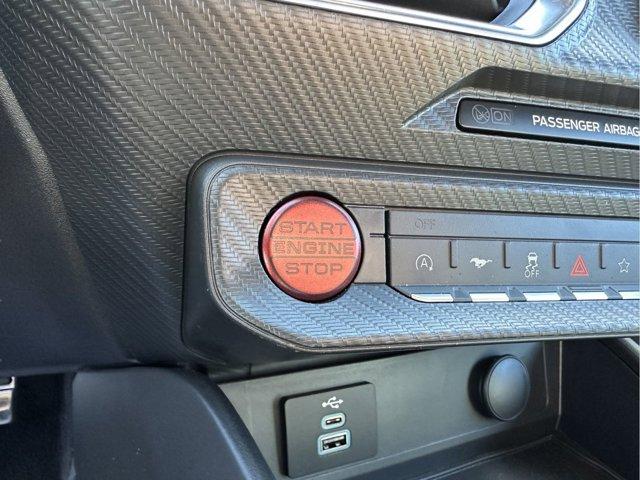 ON
PASSENGER AIRBAG
START
ENGINE
STOP
OFF
A
OFF